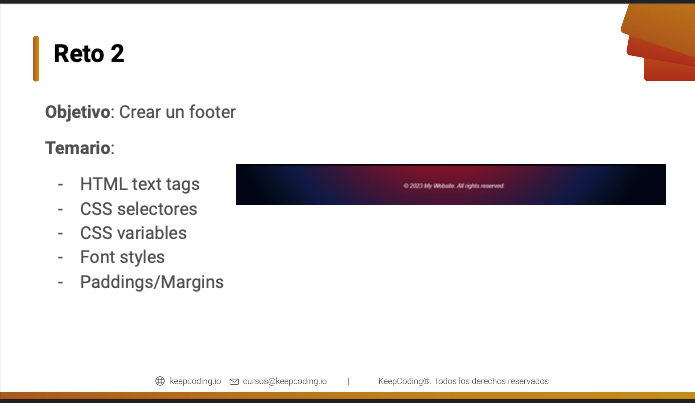 Reto 2
Objetivo: Crear un footer
Temario:
- HTML text tags
- CSS selectores
- CSS variables
- Font styles
- Paddings/Margins
© 2023 My Website. All rights reserved.
keepcoding.io cursos@keepcoding.io | KeepCoding®. Todos los derechos reservados